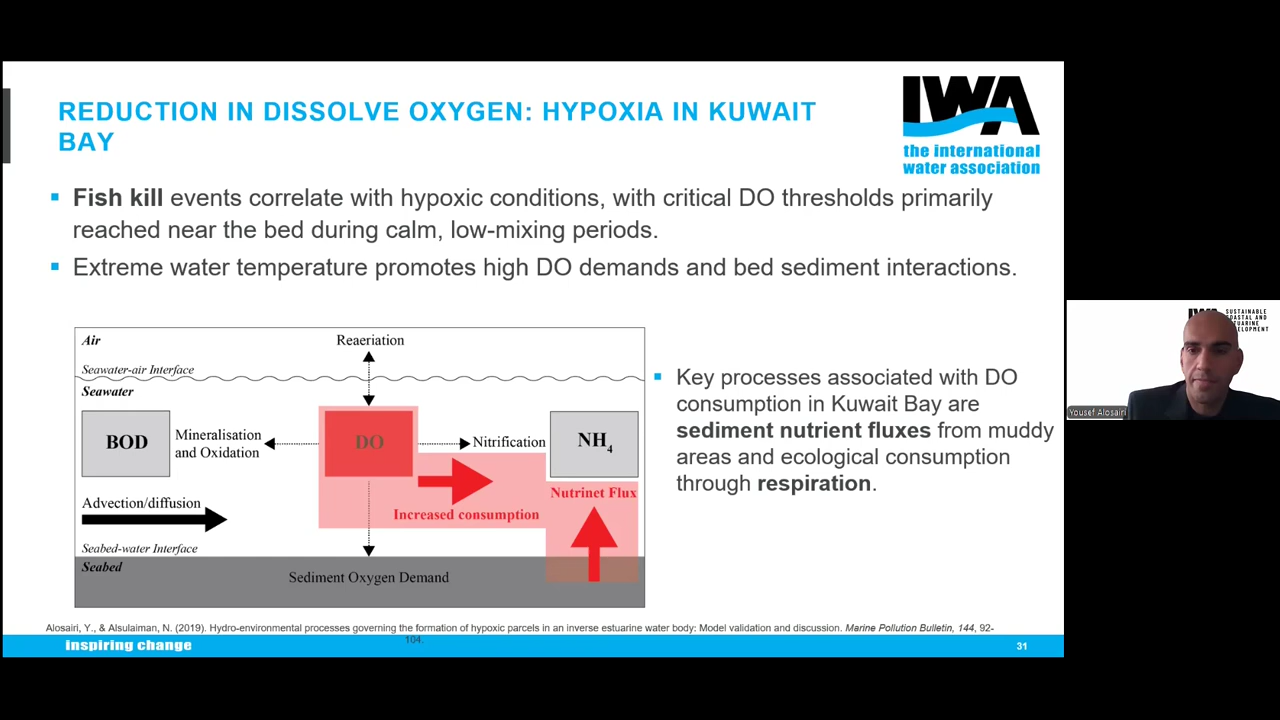 REDUCTION IN DISSOLVE OXYGEN: HYPOXIA IN KUWAIT
BAY
IWA
the international
water association
▪ Fish kill events correlate with hypoxic conditions, with critical DO thresholds primarily
reached near the bed during calm, low-mixing periods.
▪ Extreme water temperature promotes high DO demands and bed sediment interactions.
Air
Reaeriation
Seawater-air Interface
Seawater
BOD
Mineralisation
and Oxidation
DO
Nitrification
NH4
Nutrinet Flux
Advection/diffusion
Increased consumption
Seabed-water Interface
Seabed
Sediment Oxygen Demand
▪ Key processes associated with DO
consumption in Kuwait Bay are
sediment nutrient fluxes from muddy
areas and ecological consumption
through respiration.
Alosairi, Y., & Alsulaiman, N. (2019). Hydro-environmental processes governing the formation of hypoxic parcels in an inverse estuarine water body: Model validation and discussion. Marine Pollution Bulletin, 144, 92-
104.
inspiring change
31
SUSTAINABLE
Yousef Alosairi